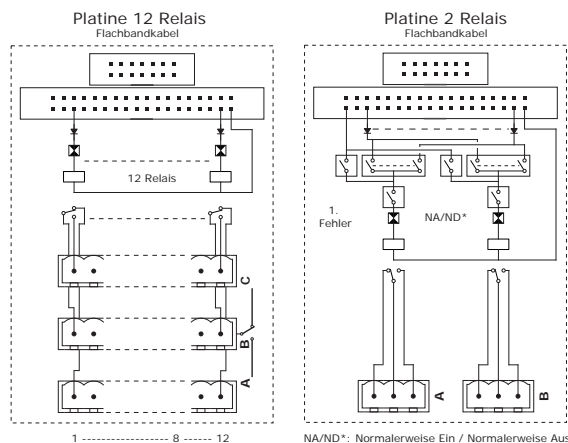 Platine 12 Relais
Flachbandkabel
12 Relais
C
B
A
1 ------------------ 8 ------ 12
Platine 2 Relais
Flachbandkabel
1.
Fehler
NA/ND*
A
B
NA/ND*: Normalerweise Ein / Normalerweise Aus